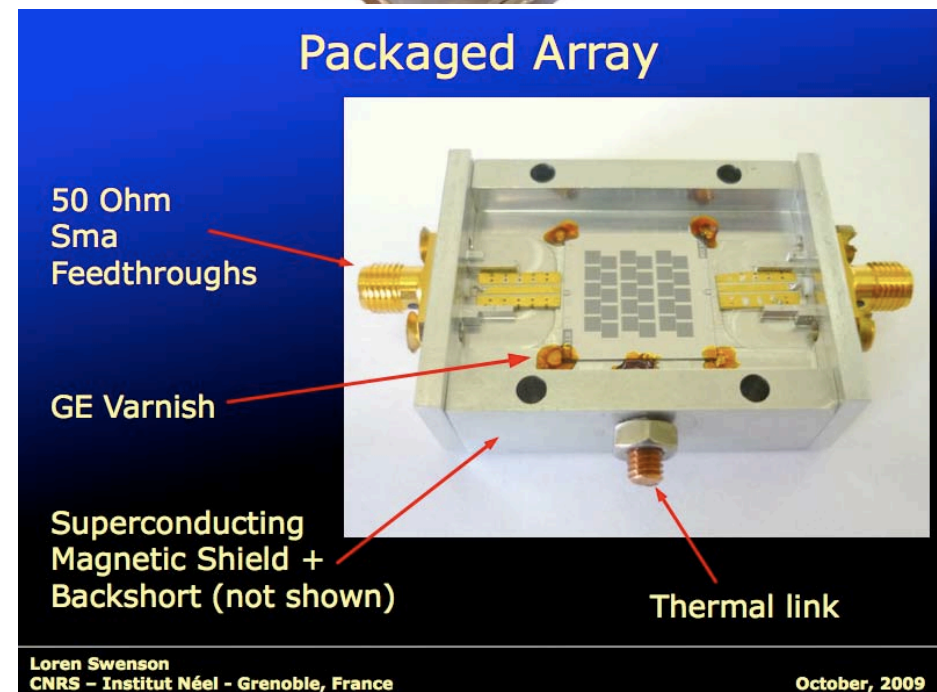 Packaged Array
50 Ohm
Sma
Feedthroughs
GE Varnish
Superconducting
Magnetic Shield +
Backshort (not shown)
Thermal link
Loren Swenson
CNRS – Institut Néel - Grenoble, France
October, 2009